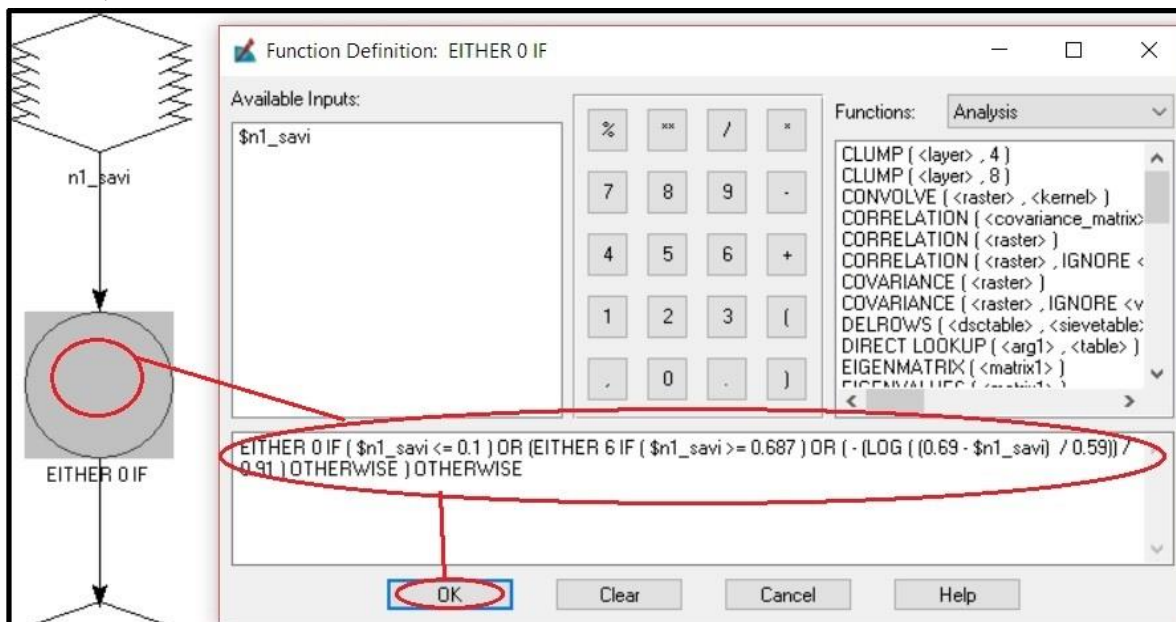 Function Definition: EITHER 0 IF
Available Inputs:
$n1_savi
% ** / *
7 8 9 -
4 5 6 +
1 2 3 (
, 0 . )
Functions: Analysis
CLUMP ( <layer> , 4 )
CLUMP ( <layer> , 8 )
CONVOLVE ( <raster> , <kernel> )
CORRELATION ( <covariance_matrix>
CORRELATION ( <raster> )
CORRELATION ( <raster> , IGNORE <
COVARIANCE ( <raster> )
COVARIANCE ( <raster> , IGNORE <v
DELROWS ( <dsctable> , <sievetable>
DIRECT LOOKUP ( <arg1> , <table> )
EIGENMATRIX ( <matrix1> )
EIGENVALUES ( <matrix1> )
n1_savi
EITHER 0 IF
EITHER 0 IF ( $n1_savi <= 0.1 ) OR (EITHER 6 IF ( $n1_savi >= 0.687 ) OR ( - (LOG ( (0.69 - $n1_savi) / 0.59)) /
0.91 ) OTHERWISE ) OTHERWISE
OK Clear Cancel Help